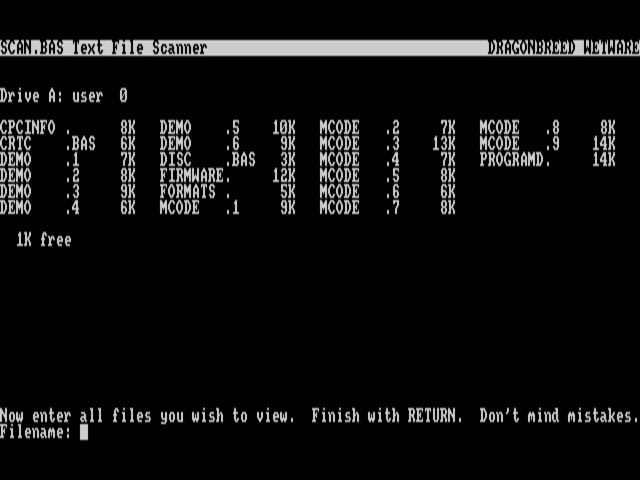 SCAN.BAS Text File Scanner DRAGONBREED WETWARE
Drive A: user 0
CPCINFO . 8K DEMO .5 10K MCODE .2 7K MCODE .8 8K
CRTC .BAS 6K DEMO .6 9K MCODE .3 13K MCODE .9 14K
DEMO .1 7K DISC .BAS 3K MCODE .4 7K PROGRAMD. 14K
DEMO .2 8K FIRMWARE. 12K MCODE .5 8K
DEMO .3 9K FORMATS . 5K MCODE .6 6K
DEMO .4 6K MCODE .1 9K MCODE .7 8K
1K free
Now enter all files you wish to view. Finish with RETURN. Don't mind mistakes.
Filename: